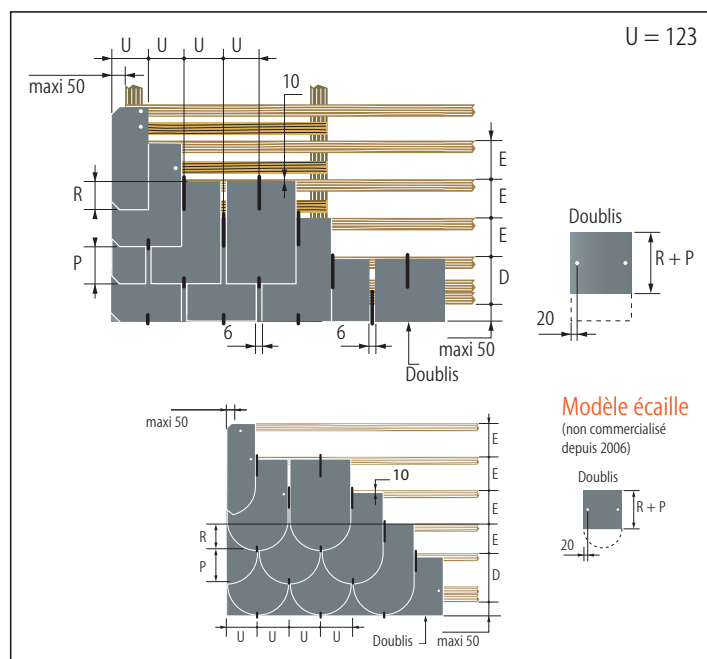 U = 123
U U U U
maxi 50
10
E
R
E
E
P
D
6
6
maxi 50
Doublis
Doublis
R + P
20
Modèle écaille
(non commercialisé
depuis 2006)
Doublis
R + P
20
maxi 50
E
E
10
E
R
E
P
D
U U U U
Doublis
maxi 50